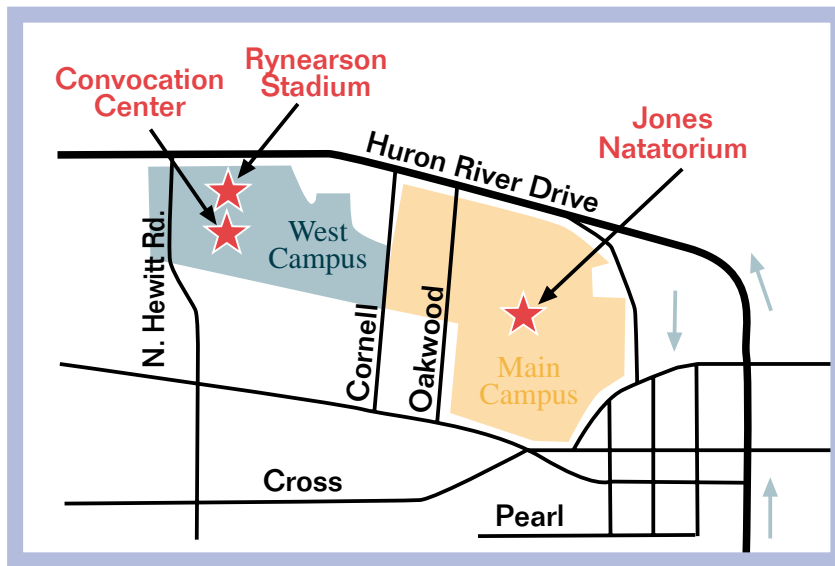 Rynearson
Stadium
Convocation
Center
Jones
Natatorium
Huron River Drive
N. Hewitt Rd.
West
Campus
Cornell
Oakwood
Main
Campus
Cross
Pearl